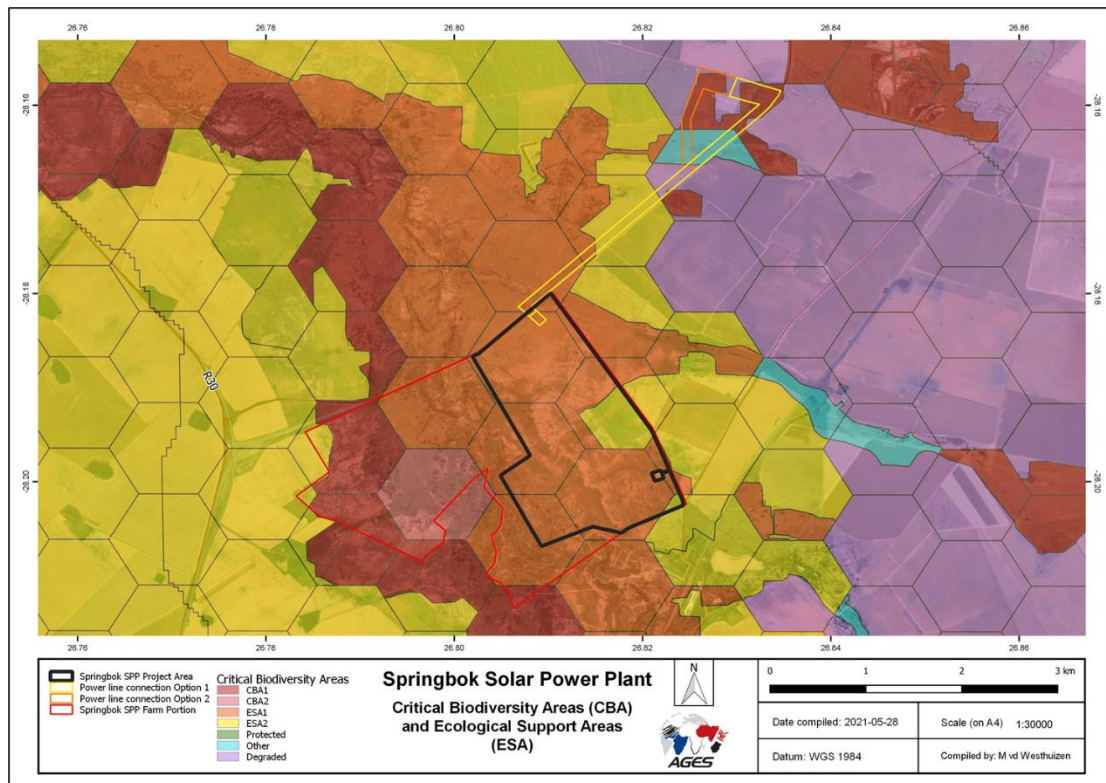 26.76 26.78 26.80 26.82 26.84 26.86
-28.16 -28.16
-28.18 -28.18
R30
-28.20 -28.20
26.76 26.78 26.80 26.82 26.84 26.86
Springbok SPP Project Area
Power line connection Option 1
Power line connection Option 2
Springbok SPP Farm Portion
Critical Biodiversity Areas
CBA1
CBA2
ESA1
ESA2
Protected
Other
Degraded
Springbok Solar Power Plant
Critical Biodiversity Areas (CBA)
and Ecological Support Areas
(ESA)
N
AGES
0 1 2 3 km
Date compiled: 2021-05-28
Scale (on A4) 1:30000
Datum: WGS 1984
Compiled by: M vd Westhuizen